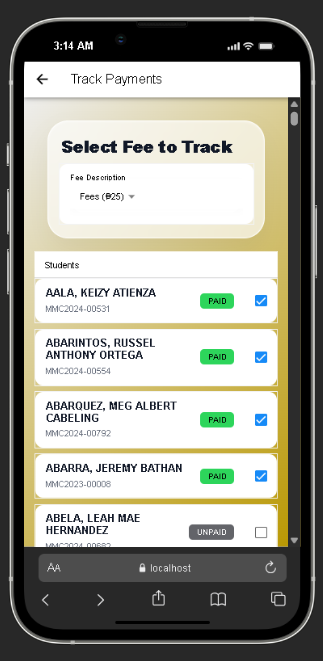 3:14 AM
Track Payments
Select Fee to Track
Fee Description
Fees (₱25)
Students
AALA, KEIZY ATIENZA
PAID
MMC2024-00531
ABARINTOS, RUSSEL
ANTHONY ORTEGA
PAID
MMC2024-00554
ABARQUEZ, MEG ALBERT
CABELING
PAID
MMC2024-00792
ABARRA, JEREMY BATHAN
PAID
MMC2023-00008
ABELA, LEAH MAE
HERNANDEZ
UNPAID
MMC2024-00682
AA
localhost